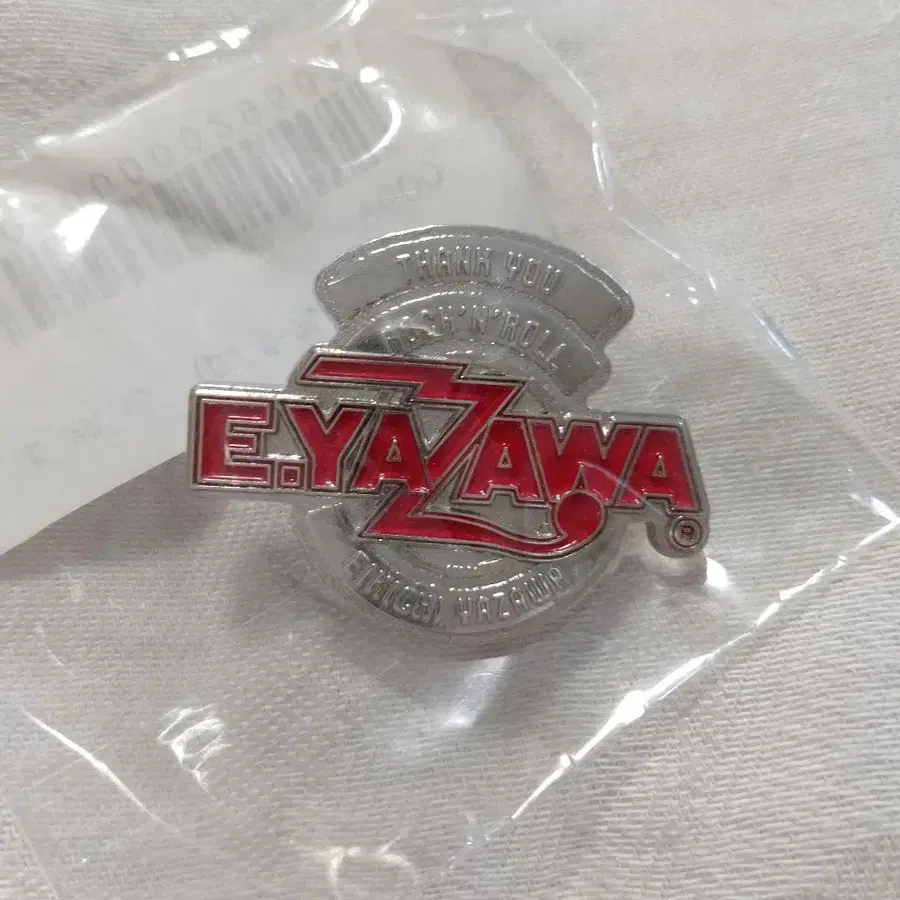 THANK YOU
ROCK'N'ROLL
E.YAZAWA
®
EIKICHI YAZAWA